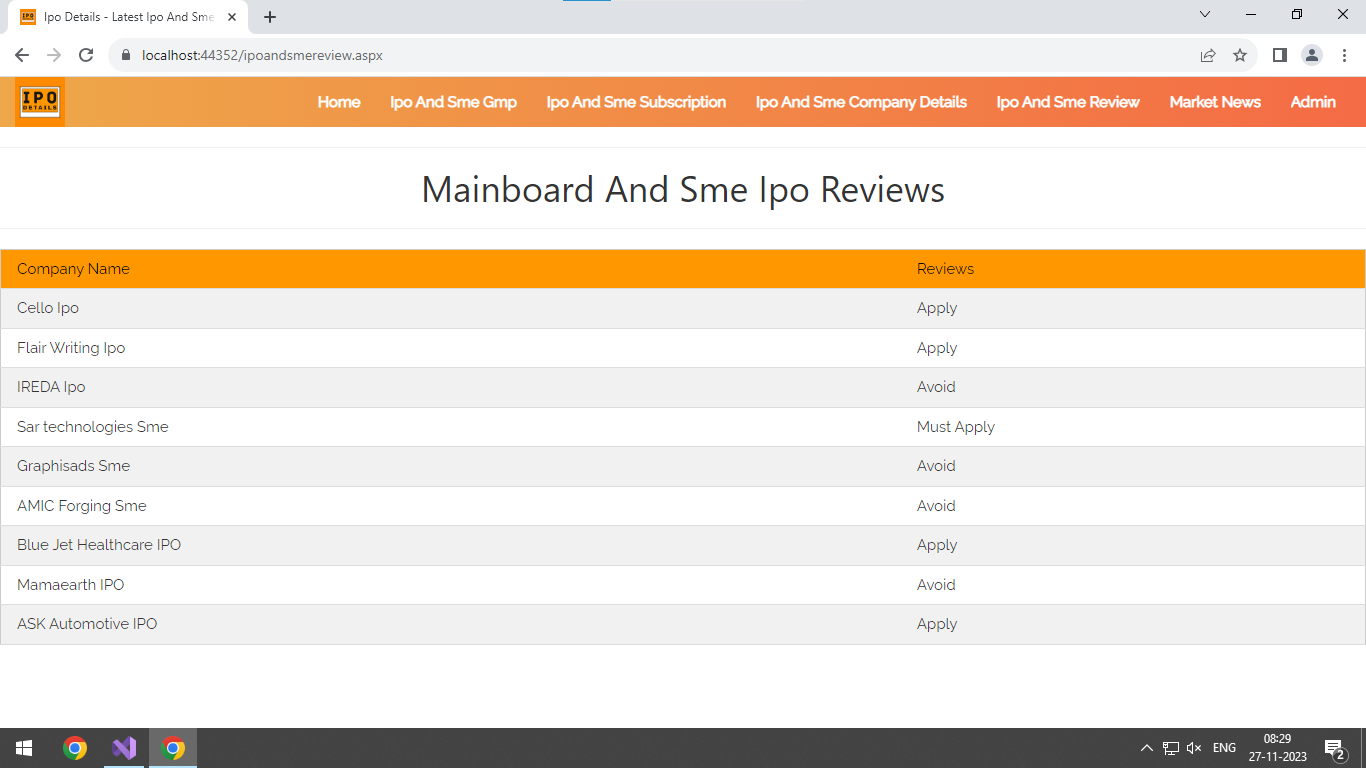 Ipo Details - Latest Ipo And Sme
localhost:44352/ipoandsmereview.aspx
IPO
DETAILS
Home Ipo And Sme Gmp Ipo And Sme Subscription Ipo And Sme Company Details Ipo And Sme Review Market News Admin
Mainboard And Sme Ipo Reviews
Company Name Reviews
Cello Ipo Apply
Flair Writing Ipo Apply
IREDA Ipo Avoid
Sar technologies Sme Must Apply
Graphisads Sme Avoid
AMIC Forging Sme Avoid
Blue Jet Healthcare IPO Apply
Mamaearth IPO Avoid
ASK Automotive IPO Apply
ENG
08:29
27-11-2023
2